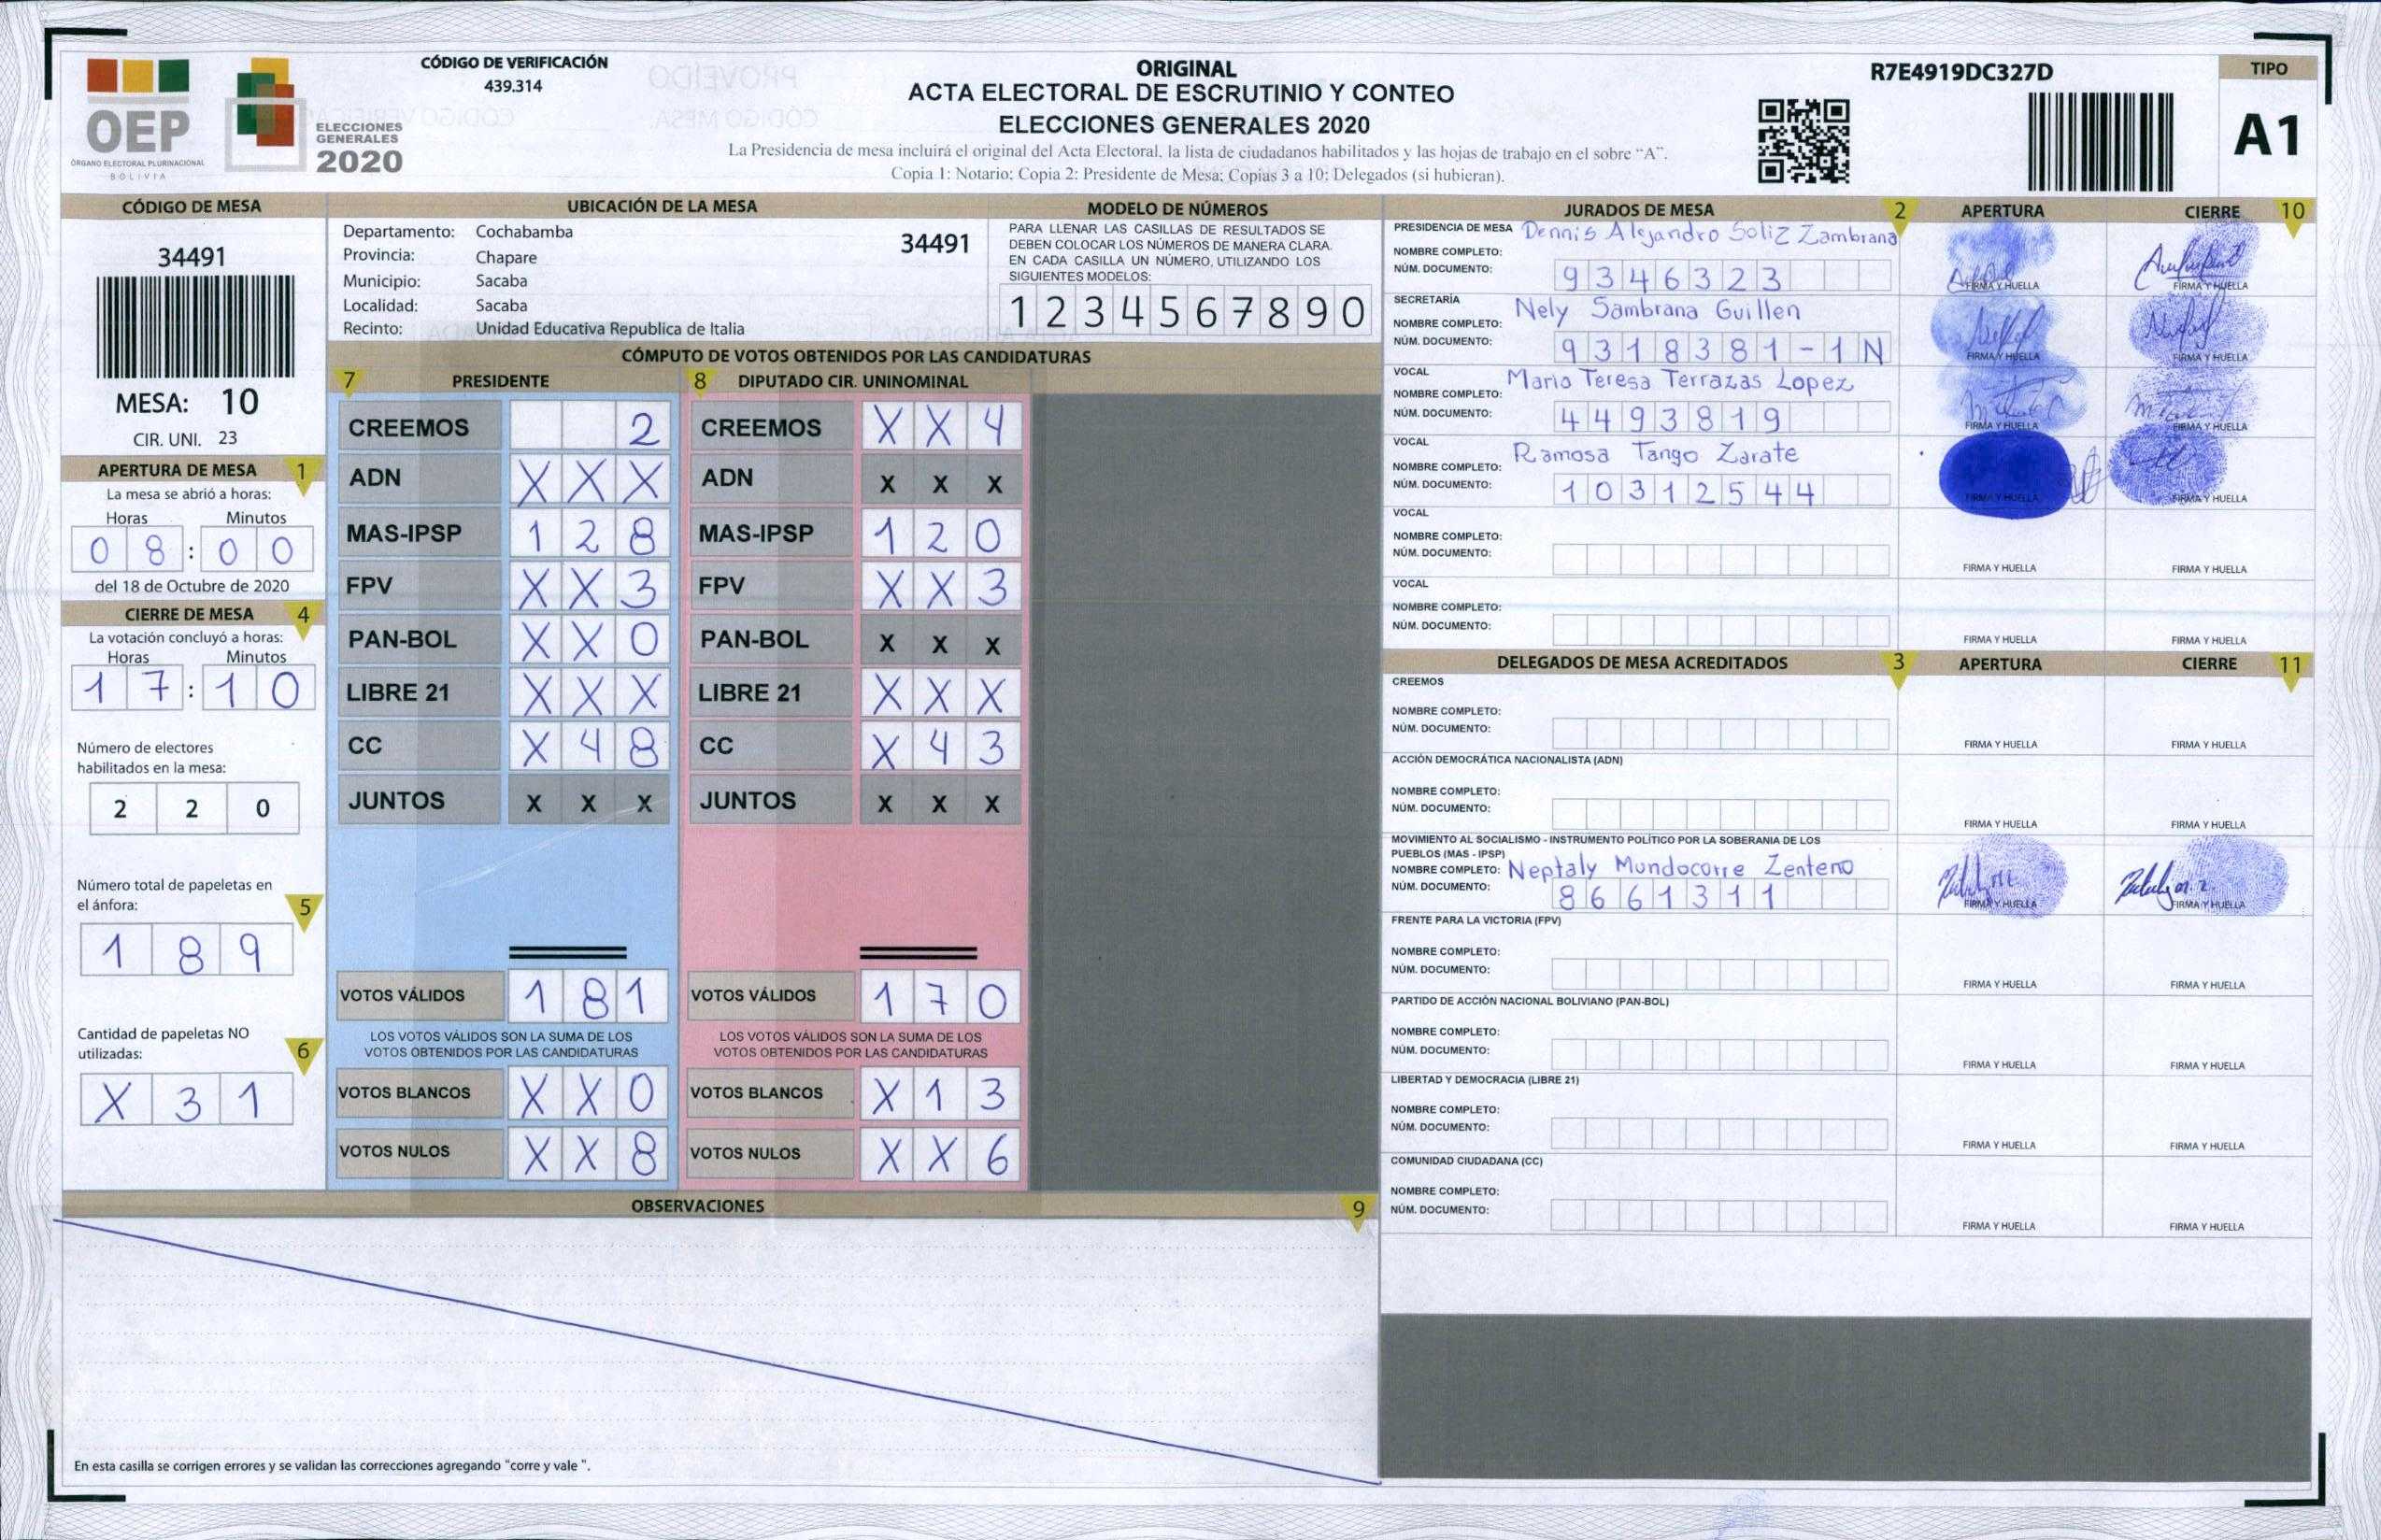 OEP
ÓRGANO ELECTORAL PLURINACIONAL
BOLIVIA
ELECCIONES
GENERALES
2020
CÓDIGO DE VERIFICACIÓN
439.314
ORIGINAL
ACTA ELECTORAL DE ESCRUTINIO Y CONTEO
ELECCIONES GENERALES 2020
La Presidencia de mesa incluirá el original del Acta Electoral, la lista de ciudadanos habilitados y las hojas de trabajo en el sobre "A".
Copia 1: Notario; Copia 2: Presidente de Mesa; Copias 3 a 10: Delegados (si hubieran).
R7E4919DC327D
TIPO
A1
CÓDIGO DE MESA
34491
MESA: 10
CIR. UNI. 23
APERTURA DE MESA 1
La mesa se abrió a horas:
Horas Minutos
0 8 : 0 0
del 18 de Octubre de 2020
CIERRE DE MESA 4
La votación concluyó a horas:
Horas Minutos
1 7 : 1 0
Número de electores
habilitados en la mesa:
2 2 0
Número total de papeletas en
el ánfora: 5
1 8 9
Cantidad de papeletas NO
utilizadas: 6
X 3 1
UBICACIÓN DE LA MESA
Departamento: Cochabamba 34491
Provincia: Chapare
Municipio: Sacaba
Localidad: Sacaba
Recinto: Unidad Educativa Republica de Italia
MODELO DE NÚMEROS
PARA LLENAR LAS CASILLAS DE RESULTADOS SE
DEBEN COLOCAR LOS NÚMEROS DE MANERA CLARA.
EN CADA CASILLA UN NÚMERO, UTILIZANDO LOS
SIGUIENTES MODELOS:
1 2 3 4 5 6 7 8 9 0
CÓMPUTO DE VOTOS OBTENIDOS POR LAS CANDIDATURAS
7 PRESIDENTE 8 DIPUTADO CIR. UNINOMINAL
CREEMOS 2 CREEMOS X X 4
ADN X X X ADN X X X
MAS-IPSP 1 2 8 MAS-IPSP 1 2 0
FPV X X 3 FPV X X 3
PAN-BOL X X 0 PAN-BOL X X X
LIBRE 21 X X X LIBRE 21 X X X
CC X 4 8 CC X 4 3
JUNTOS X X X JUNTOS X X X
VOTOS VÁLIDOS 1 8 1 VOTOS VÁLIDOS 1 7 0
LOS VOTOS VÁLIDOS SON LA SUMA DE LOS LOS VOTOS VÁLIDOS SON LA SUMA DE LOS
VOTOS OBTENIDOS POR LAS CANDIDATURAS VOTOS OBTENIDOS POR LAS CANDIDATURAS
VOTOS BLANCOS X X 0 VOTOS BLANCOS X 1 3
VOTOS NULOS X X 8 VOTOS NULOS X X 6
OBSERVACIONES 9
En esta casilla se corrigen errores y se validan las correcciones agregando "corre y vale ".
JURADOS DE MESA 2 APERTURA CIERRE 10
PRESIDENCIA DE MESA Dennis Alejandro Soliz Zambrana
NOMBRE COMPLETO:
NÚM. DOCUMENTO: 9346323 FIRMA Y HUELLA FIRMA Y HUELLA
SECRETARÍA
NOMBRE COMPLETO: Nely Sambrana Guillen
NÚM. DOCUMENTO: 9318381-1N FIRMA Y HUELLA FIRMA Y HUELLA
VOCAL
NOMBRE COMPLETO: Maria Teresa Terrazas Lopez
NÚM. DOCUMENTO: 4493819 FIRMA Y HUELLA FIRMA Y HUELLA
VOCAL
NOMBRE COMPLETO: Ramosa Tango Zarate
NÚM. DOCUMENTO: 10312544 FIRMA Y HUELLA FIRMA Y HUELLA
VOCAL
NOMBRE COMPLETO:
NÚM. DOCUMENTO: FIRMA Y HUELLA FIRMA Y HUELLA
VOCAL
NOMBRE COMPLETO:
NÚM. DOCUMENTO: FIRMA Y HUELLA FIRMA Y HUELLA
DELEGADOS DE MESA ACREDITADOS 3 APERTURA CIERRE 11
CREEMOS
NOMBRE COMPLETO:
NÚM. DOCUMENTO: FIRMA Y HUELLA FIRMA Y HUELLA
ACCIÓN DEMOCRÁTICA NACIONALISTA (ADN)
NOMBRE COMPLETO:
NÚM. DOCUMENTO: FIRMA Y HUELLA FIRMA Y HUELLA
MOVIMIENTO AL SOCIALISMO - INSTRUMENTO POLÍTICO POR LA SOBERANIA DE LOS
PUEBLOS (MAS - IPSP)
NOMBRE COMPLETO: Neptaly Mundocorre Zenteno
NÚM. DOCUMENTO: 8661311 FIRMA Y HUELLA FIRMA Y HUELLA
FRENTE PARA LA VICTORIA (FPV)
NOMBRE COMPLETO:
NÚM. DOCUMENTO: FIRMA Y HUELLA FIRMA Y HUELLA
PARTIDO DE ACCIÓN NACIONAL BOLIVIANO (PAN-BOL)
NOMBRE COMPLETO:
NÚM. DOCUMENTO: FIRMA Y HUELLA FIRMA Y HUELLA
LIBERTAD Y DEMOCRACIA (LIBRE 21)
NOMBRE COMPLETO:
NÚM. DOCUMENTO: FIRMA Y HUELLA FIRMA Y HUELLA
COMUNIDAD CIUDADANA (CC)
NOMBRE COMPLETO:
NÚM. DOCUMENTO: FIRMA Y HUELLA FIRMA Y HUELLA